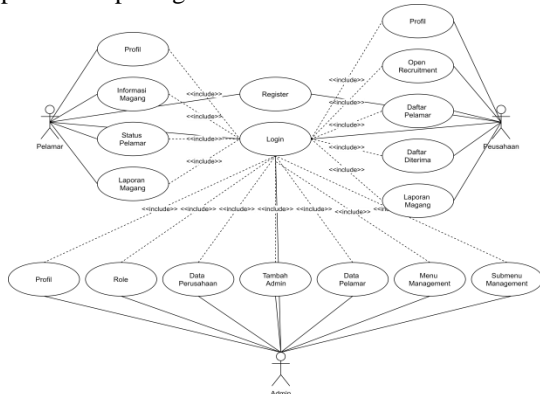 Profil
Profil
Informasi
Magang
<<include>>
Register
<<include>>
Open
Recruitment
<<include>>
<<include>>
Daftar
Pelamar
Pelamar
Status
Pelamar
<<include>>
Login
<<include>>
Peusahaan
<<include>>
<<include>>
Daftar
Diterima
Laporan
Magang
<<include>>
Laporan
Magang
<<include>>
<<include>>
<<include>>
<<include>>
<<include>>
<<include>>
Profil
Role
Data
Perusahaan
Tambah
Admin
Data
Pelamar
Menu
Management
Submenu
Management
Admin